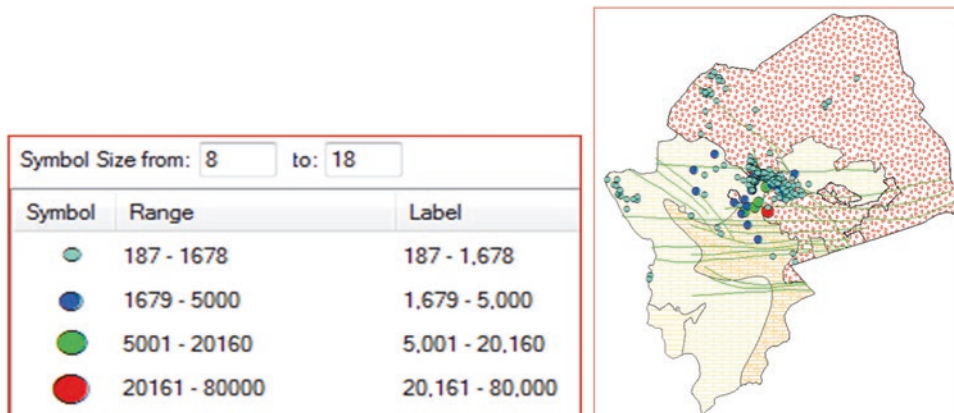 Symbol Size from: 8 to: 18
Symbol Range Label
187 - 1678 187 - 1.678
1679 - 5000 1.679 - 5.000
5001 - 20160 5.001 - 20.160
20161 - 80000 20.161 - 80.000